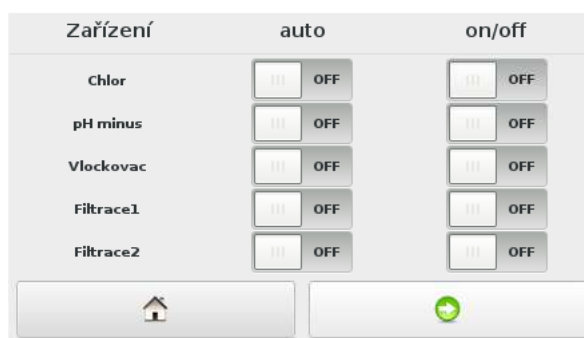 Zařízení auto on/off
Chlor OFF OFF
pH minus OFF OFF
Vlockovac OFF OFF
Filtrace1 OFF OFF
Filtrace2 OFF OFF